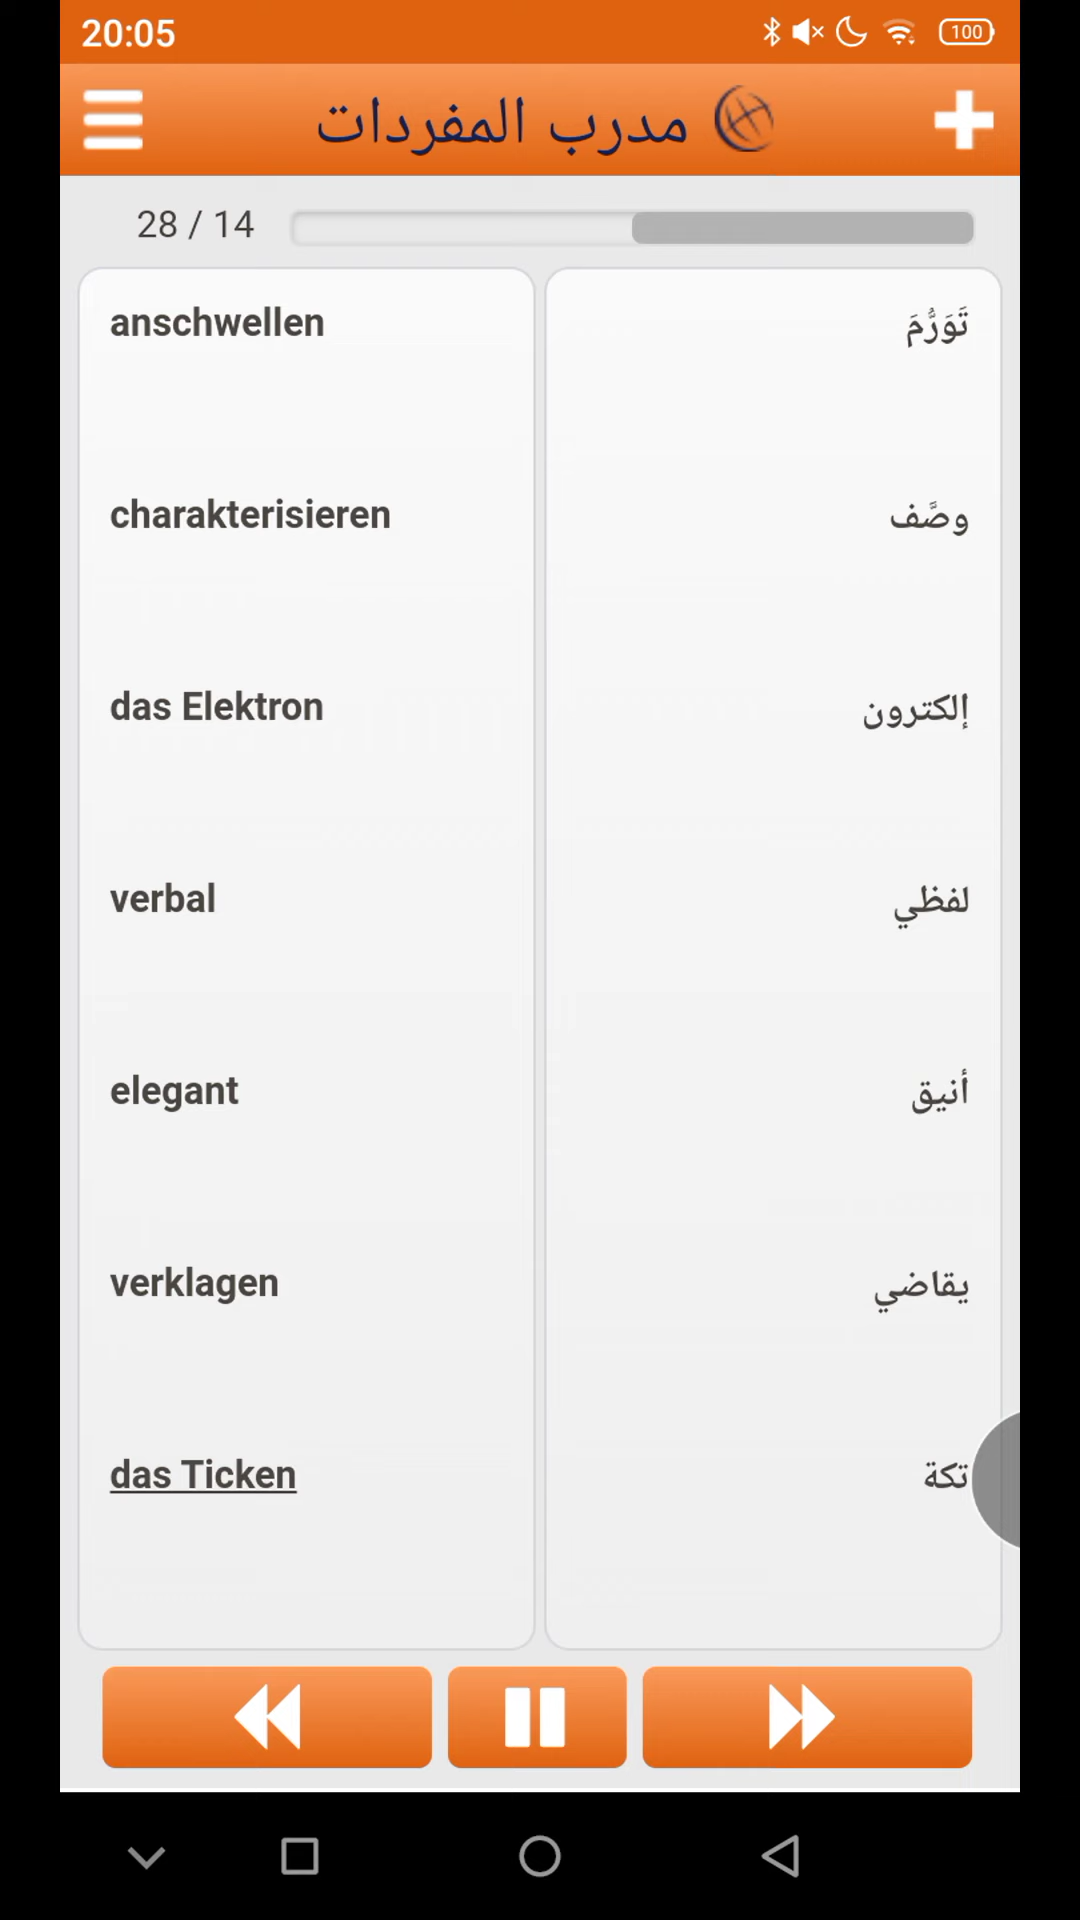 20:05
100
مدرب المفردات
28 / 14
anschwellen
تَوَرَُّمَ
charakterisieren
وصَّف
das Elektron
إلكترون
verbal
لفظي
elegant
أنيق
verklagen
يقاضي
das Ticken
تكة